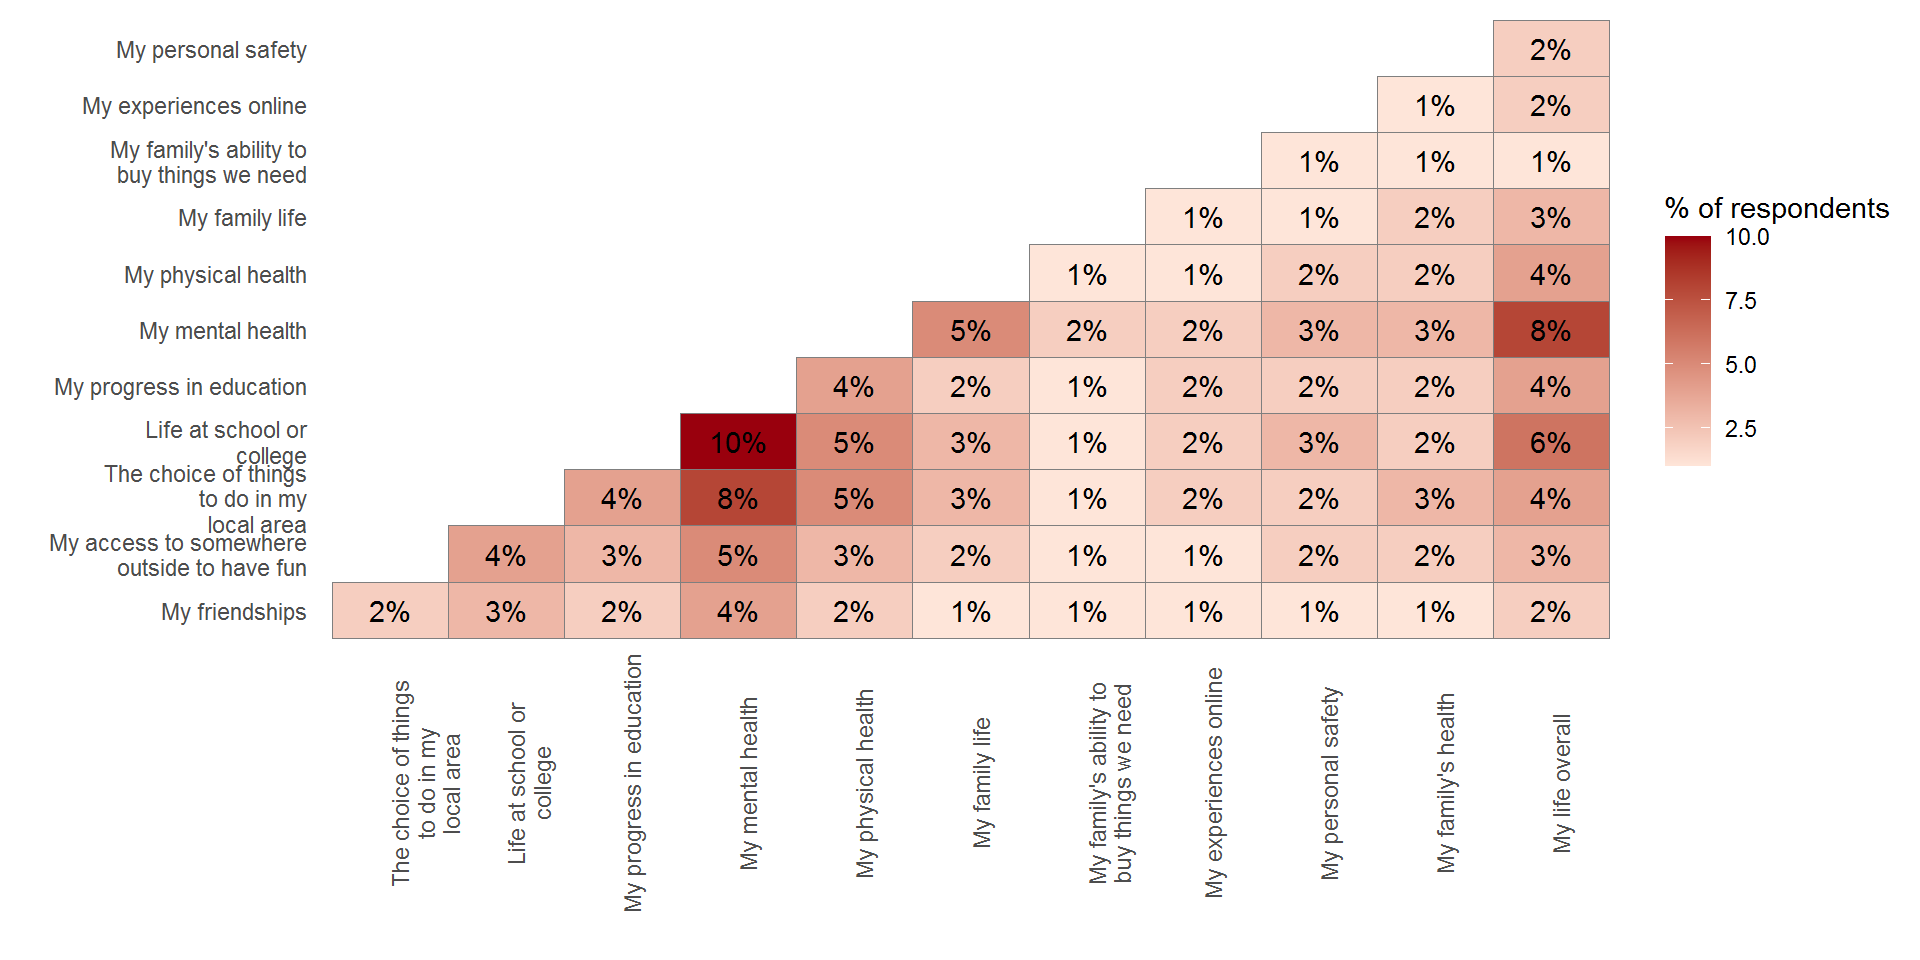 My personal safety
2%
My experiences online
1% 2%
My family's ability to
buy things we need
1% 1% 1%
My family life
1% 1% 2% 3%
My physical health
1% 1% 2% 2% 4%
My mental health
5% 2% 2% 3% 3% 8%
My progress in education
4% 2% 1% 2% 2% 2% 4%
Life at school or
college
10% 5% 3% 1% 2% 3% 2% 6%
The choice of things
to do in my
local area
4% 8% 5% 3% 1% 2% 2% 3% 4%
My access to somewhere
outside to have fun
4% 3% 5% 3% 2% 1% 1% 2% 2% 3%
My friendships
2% 3% 2% 4% 2% 1% 1% 1% 1% 1% 2%
The choice of things
to do in my
local area
Life at school or
college
My progress in education
My mental health
My physical health
My family life
My family's ability to
buy things we need
My experiences online
My personal safety
My family's health
My life overall
% of respondents
10.0
7.5
5.0
2.5